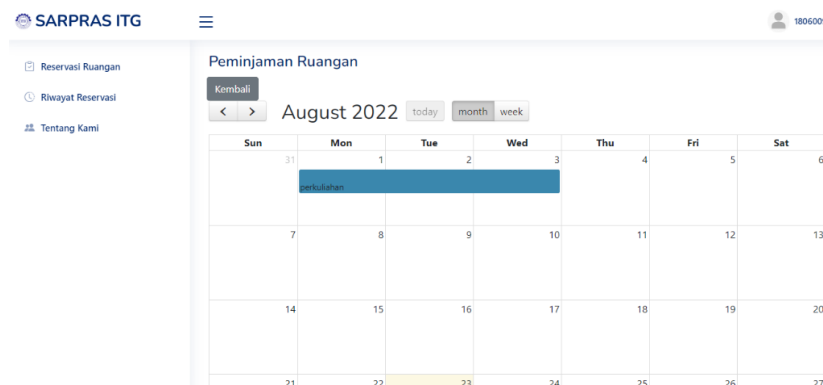 SARPRAS ITG
1806009
Reservasi Ruangan
Riwayat Reservasi
Tentang Kami
Peminjaman Ruangan
Kembali
< > August 2022 today month week
Sun Mon Tue Wed Thu Fri Sat
31 1 2 3 4 5 6
perkuliahan
7 8 9 10 11 12 13
14 15 16 17 18 19 20
21 22 23 24 25 26 27